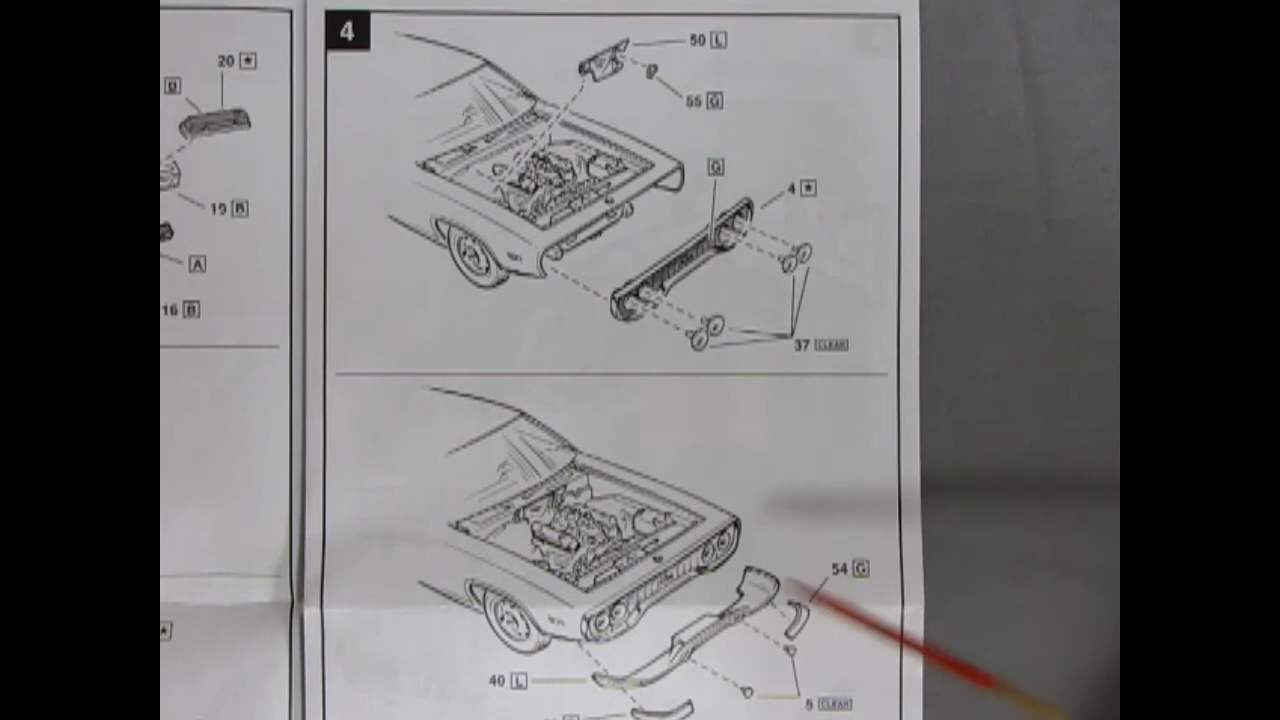 4
20 ★
B
19 B
A
16 B
50 L
55 G
G
4 ★
37 CLEAR
54 G
40 L
5 CLEAR